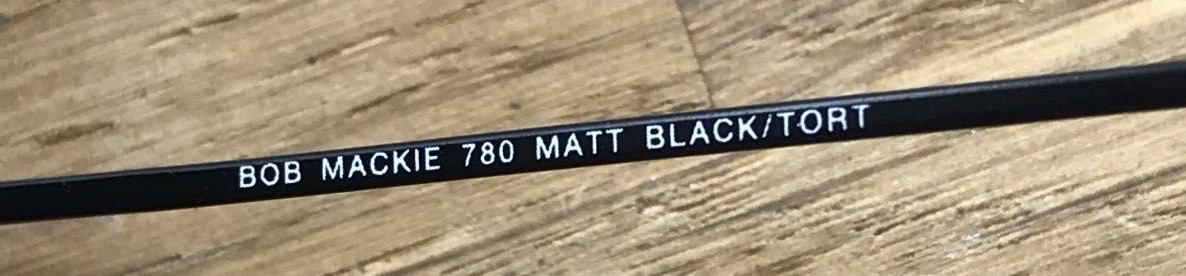 BOB MACKIE 780 MATT BLACK/TORT